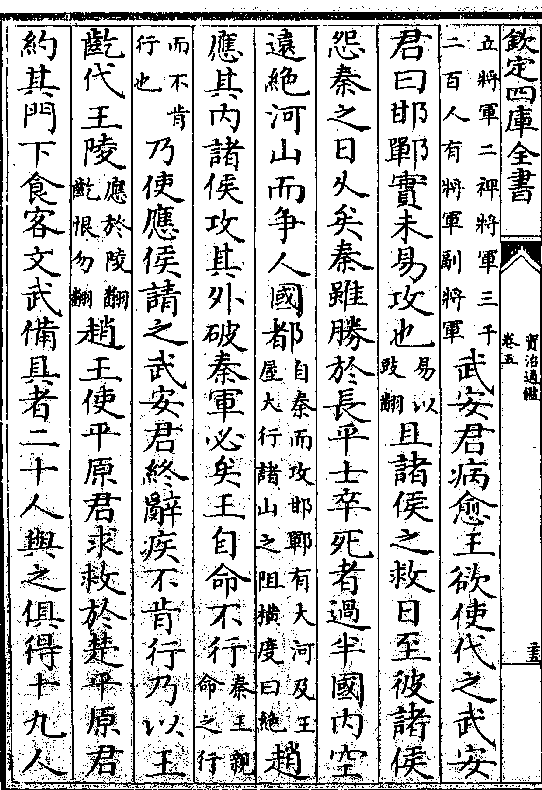 欽定四庫全書
資治通鑑
卷五
立將軍二禆將軍三千二百人有將軍副將軍武安君病愈王欲使代之武安
君曰邯鄲實未易攻也易以豉翻且諸侯之救日至彼諸侯
怨秦之日久矣秦雖勝於長平士卒死者過半國内空
遠絶河山而争人國都自秦而攻邯鄲有大河及王屋大行諸山之阻横度曰絶趙
應其内諸侯攻其外破秦軍必矣王自命不行秦王親命之行
而不肯行也乃使應侯請之武安君終辭疾不肯行乃以王
齕代王陵應於陵翻齕恨勿翻趙王使平原君求救於楚平原君
約其門下食客文武備具者二十人與之俱得十九人